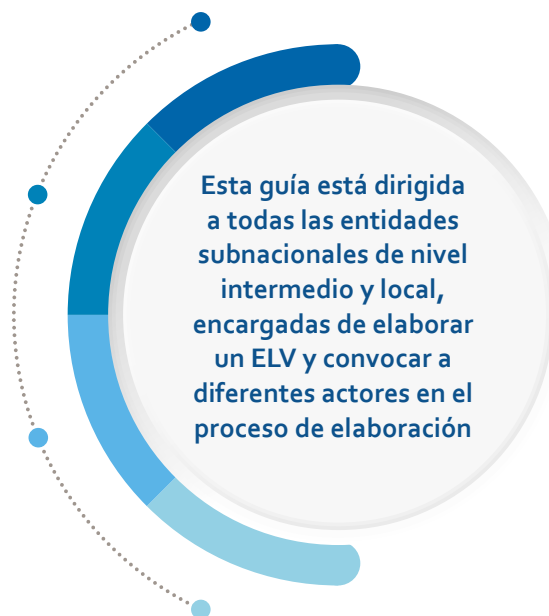 Esta guía está dirigida
a todas las entidades
subnacionales de nivel
intermedio y local,
encargadas de elaborar
un ELV y convocar a
diferentes actores en el
proceso de elaboración